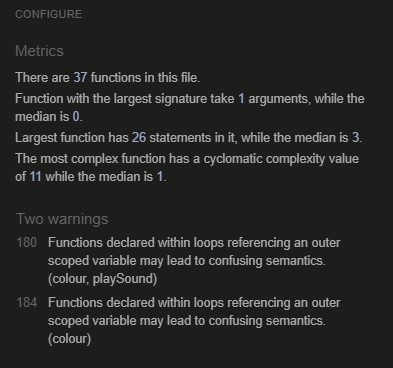 CONFIGURE
Metrics
There are 37 functions in this file.
Function with the largest signature take 1 arguments, while the
median is 0.
Largest function has 26 statements in it, while the median is 3.
The most complex function has a cyclomatic complexity value
of 11 while the median is 1.
Two warnings
180 Functions declared within loops referencing an outer
scoped variable may lead to confusing semantics.
(colour, playSound)
184 Functions declared within loops referencing an outer
scoped variable may lead to confusing semantics.
(colour)